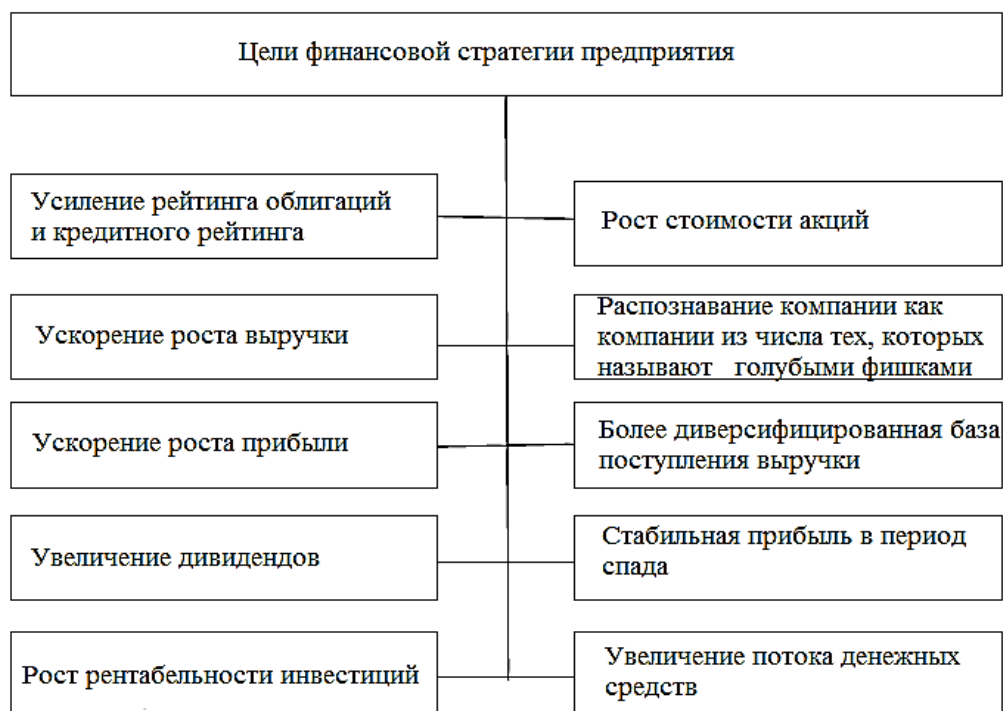 Цели финансовой стратегии предприятия
Усиление рейтинга облигаций
и кредитного рейтинга
Рост стоимости акций
Ускорение роста выручки
Распознавание компании как
компании из числа тех, которых
называют голубыми фишками
Ускорение роста прибыли
Более диверсифицированная база
поступления выручки
Увеличение дивидендов
Стабильная прибыль в период
спада
Рост рентабельности инвестиций
Увеличение потока денежных
средств